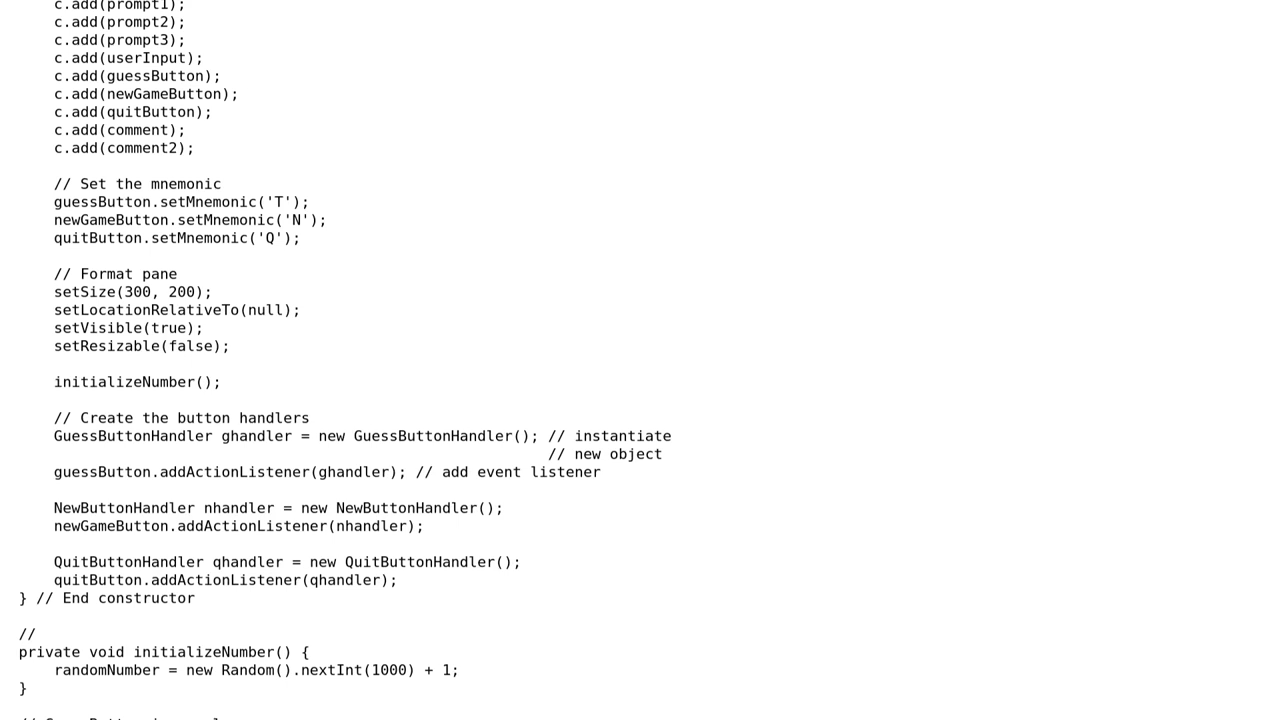 c.add(prompt1);
c.add(prompt2);
c.add(prompt3);
c.add(userInput);
c.add(guessButton);
c.add(newGameButton);
c.add(quitButton);
c.add(comment);
c.add(comment2);
// Set the mnemonic
guessButton.setMnemonic('T');
newGameButton.setMnemonic('N');
quitButton.setMnemonic('Q');
// Format pane
setSize(300, 200);
setLocationRelativeTo(null);
setVisible(true);
setResizable(false);
initializeNumber();
// Create the button handlers
GuessButtonHandler ghandler = new GuessButtonHandler(); // instantiate
// new object
guessButton.addActionListener(ghandler); // add event listener
NewButtonHandler nhandler = new NewButtonHandler();
newGameButton.addActionListener(nhandler);
QuitButtonHandler qhandler = new QuitButtonHandler();
quitButton.addActionListener(qhandler);
} // End constructor
//
private void initializeNumber() {
randomNumber = new Random().nextInt(1000) + 1;
}